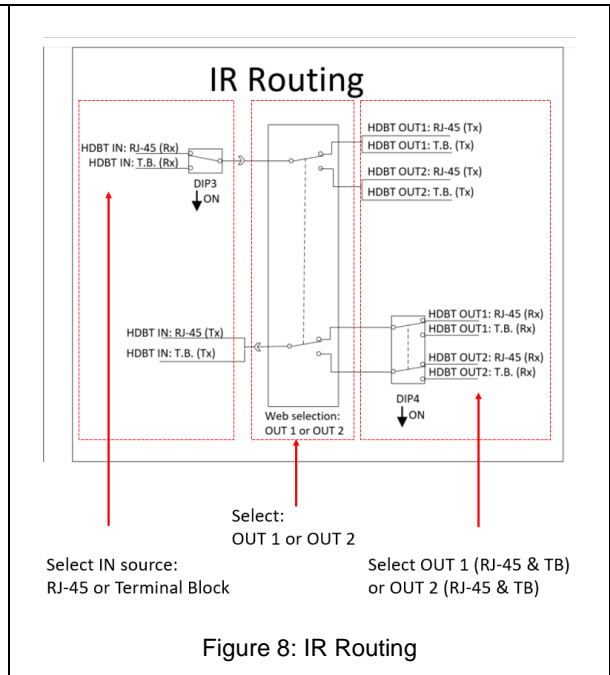 IR Routing
HDBT IN: RJ-45 (Rx)
HDBT IN: T.B. (Rx)
DIP3
ON
HDBT OUT1: RJ-45 (Tx)
HDBT OUT1: T.B. (Tx)
HDBT OUT2: RJ-45 (Tx)
HDBT OUT2: T.B. (Tx)
HDBT IN: RJ-45 (Tx)
HDBT IN: T.B. (Tx)
HDBT OUT1: RJ-45 (Rx)
HDBT OUT1: T.B. (Rx)
HDBT OUT2: RJ-45 (Rx)
HDBT OUT2: T.B. (Rx)
DIP4
ON
Web selection:
OUT 1 or OUT 2
Select:
OUT 1 or OUT 2
Select IN source:
RJ-45 or Terminal Block
Select OUT 1 (RJ-45 & TB)
or OUT 2 (RJ-45 & TB)
Figure 8: IR Routing